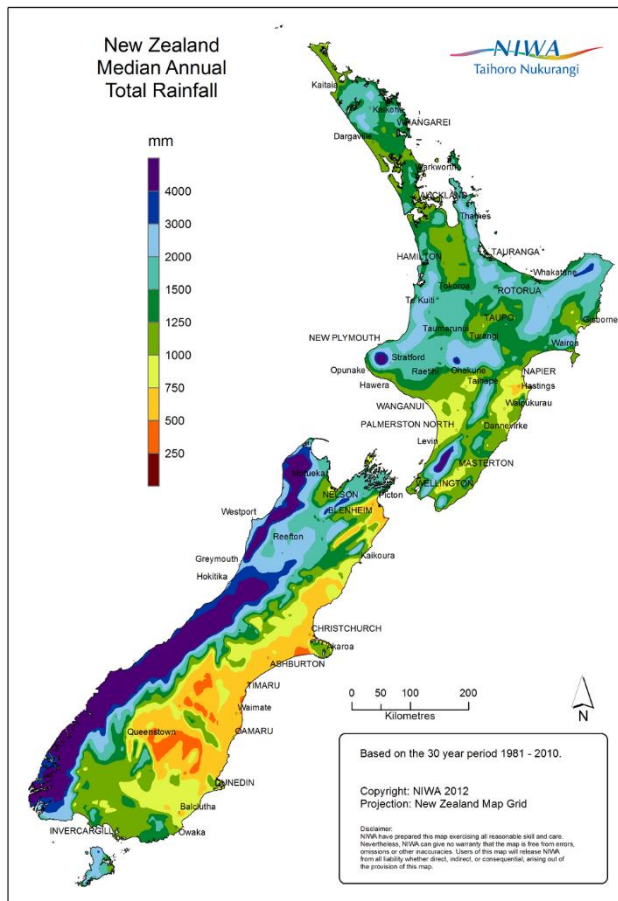 New Zealand
Median Annual
Total Rainfall
NIWA
Taihoro Nukurangi
mm
4000
3000
2000
1500
1250
1000
750
500
250
Kaitaia
Kaikohe
WHANGAREI
Dargaville
Warkworth
AUCKLAND
Thames
TAURANGA
HAMILTON
Whakatane
Tokoroa
ROTORUA
Te Kuiti
TAUPO
Gisborne
Taumarunui
Turangi
NEW PLYMOUTH
Wairoa
Stratford
Opunake
Raetihi
Ohakune
NAPIER
Hawera
Taihape
Hastings
WANGANUI
Waipukurau
PALMERSTON NORTH
Dannevirke
Levin
MASTERTON
WELLINGTON
Motueka
NELSON
Picton
Westport
BLENHEIM
Reefton
Greymouth
Kaikoura
Hokitika
CHRISTCHURCH
Akaroa
ASHBURTON
TIMARU
Waimate
Queenstown
OAMARU
DUNEDIN
Balclutha
INVERCARGILL
Owaka
0 50 100 200
Kilometres
N
Based on the 30 year period 1981 - 2010.
Copyright: NIWA 2012
Projection: New Zealand Map Grid
Disclaimer:
NIWA have prepared this map exercising all reasonable skill and care.
Nevertheless, NIWA can give no warranty that the map is free from errors,
omissions or other inaccuracies. Users of this map will release NIWA
from all liability whether direct, indirect, or consequential, arising out of
the provision of this map.